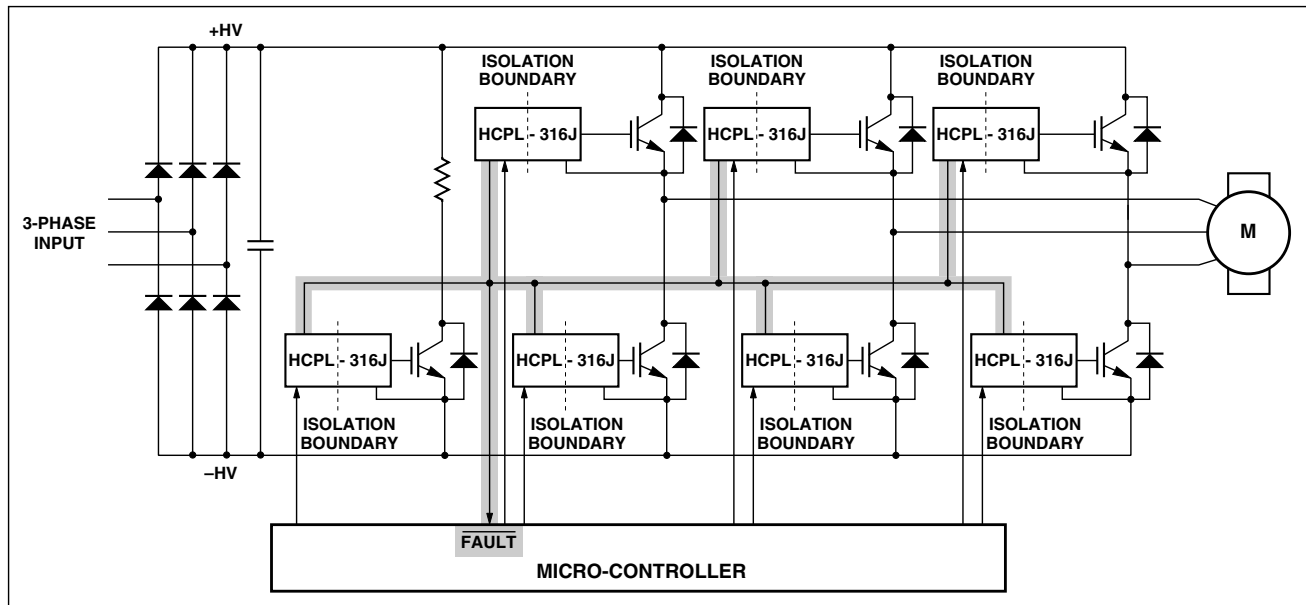 +HV
ISOLATION
BOUNDARY
ISOLATION
BOUNDARY
ISOLATION
BOUNDARY
HCPL - 316J
HCPL - 316J
HCPL - 316J
3-PHASE
INPUT
M
HCPL - 316J
HCPL - 316J
HCPL - 316J
HCPL - 316J
ISOLATION
BOUNDARY
ISOLATION
BOUNDARY
ISOLATION
BOUNDARY
ISOLATION
BOUNDARY
–HV
FAULT
MICRO-CONTROLLER